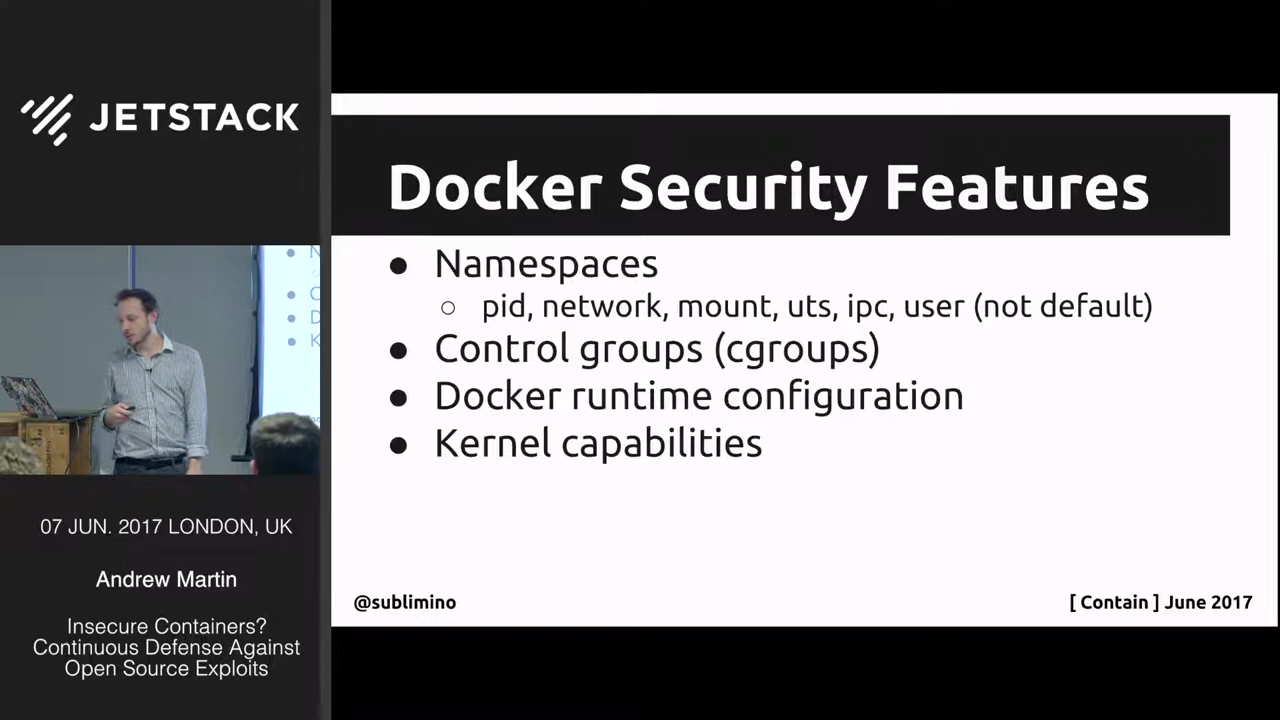 JETSTACK
07 JUN. 2017 LONDON, UK
Andrew Martin
Insecure Containers?
Continuous Defense Against
Open Source Exploits
Docker Security Features
● Namespaces
○ pid, network, mount, uts, ipc, user (not default)
● Control groups (cgroups)
● Docker runtime configuration
● Kernel capabilities
@sublimino
[ Contain ] June 2017